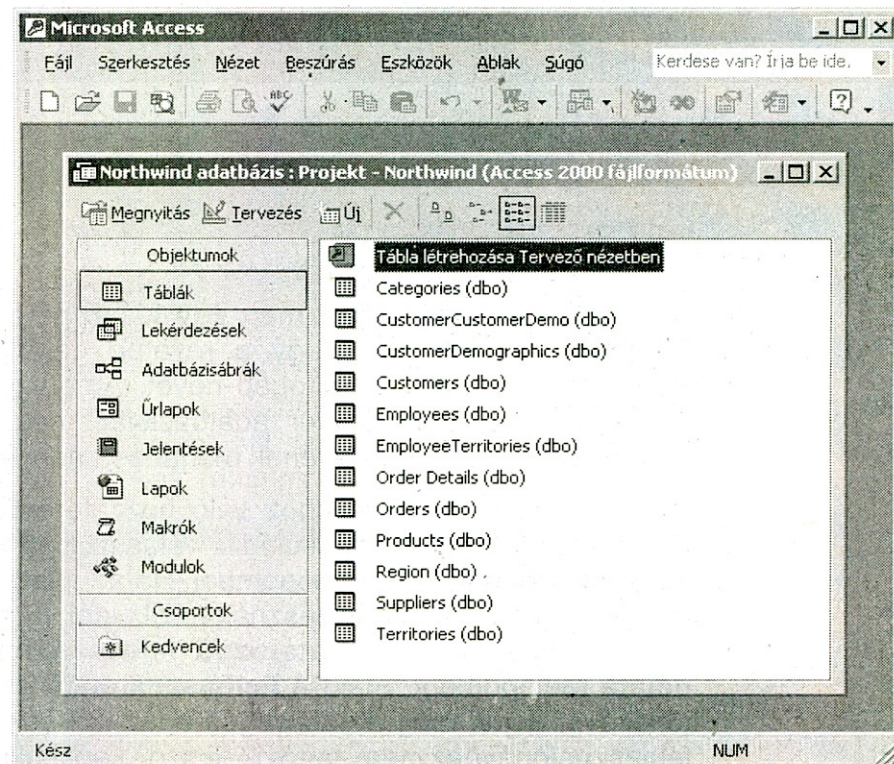 Microsoft Access
Fájl Szerkesztés Nézet Beszúrás Eszközök Ablak Súgó Kerdese van? Írja be ide.
Northwind adatbázis : Projekt - Northwind (Access 2000 fájlformátum)
Megnyitás Tervezés Új
Objektumok
Táblák
Lekérdezések
Adatbázisábrák
Űrlapok
Jelentések
Lapok
Makrók
Modulok
Csoportok
Kedvencek
Tábla létrehozása Tervező nézetben
Categories (dbo)
CustomerCustomerDemo (dbo)
CustomerDemographics (dbo)
Customers (dbo)
Employees (dbo)
EmployeeTerritories (dbo)
Order Details (dbo)
Orders (dbo)
Products (dbo)
Region (dbo)
Suppliers (dbo)
Territories (dbo)
Kész NUM